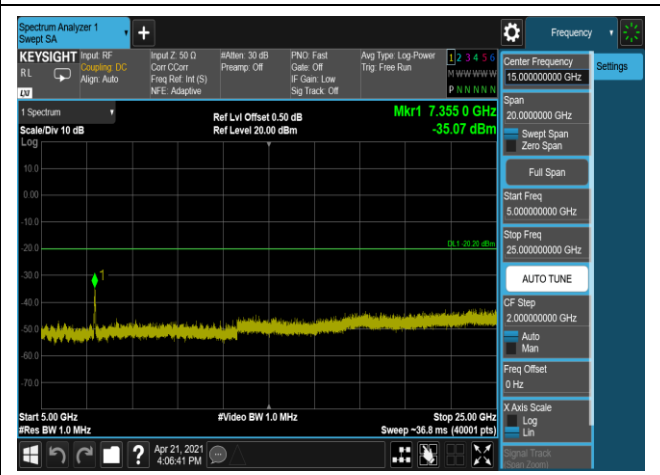 Spectrum Analyzer 1
Swept SA
Frequency
KEYSIGHT
RL
LXI
Input: RF
Coupling: DC
Align: Auto
Input Z: 50 Ω
Corr CCorr
Freq Ref: Int (S)
NFE: Adaptive
#Atten: 30 dB
Preamp: Off
PNO: Fast
Gate: Off
IF Gain: Low
Sig Track: Off
Avg Type: Log-Power
Trig: Free Run
1 2 3 4 5 6
M W W W W W
P N N N N N
Settings
1 Spectrum
Scale/Div 10 dB
Log
Ref Lvl Offset 0.50 dB
Ref Level 20.00 dBm
Mkr1 7.355 0 GHz
-35.07 dBm
10.0
0.00
-10.0
-20.0
-30.0
-40.0
-50.0
-60.0
-70.0
DL1 -20.20 dBm
1
Start 5.00 GHz
#Res BW 1.0 MHz
#Video BW 1.0 MHz
Stop 25.00 GHz
Sweep ~36.8 ms (40001 pts)
Center Frequency
15.000000000 GHz
Span
20.0000000 GHz
Swept Span
Zero Span
Full Span
Start Freq
5.000000000 GHz
Stop Freq
25.000000000 GHz
AUTO TUNE
CF Step
2.000000000 GHz
Auto
Man
Freq Offset
0 Hz
X Axis Scale
Log
Lin
Signal Track
(Span Zoom)
?
Apr 21, 2021
4:06:41 PM